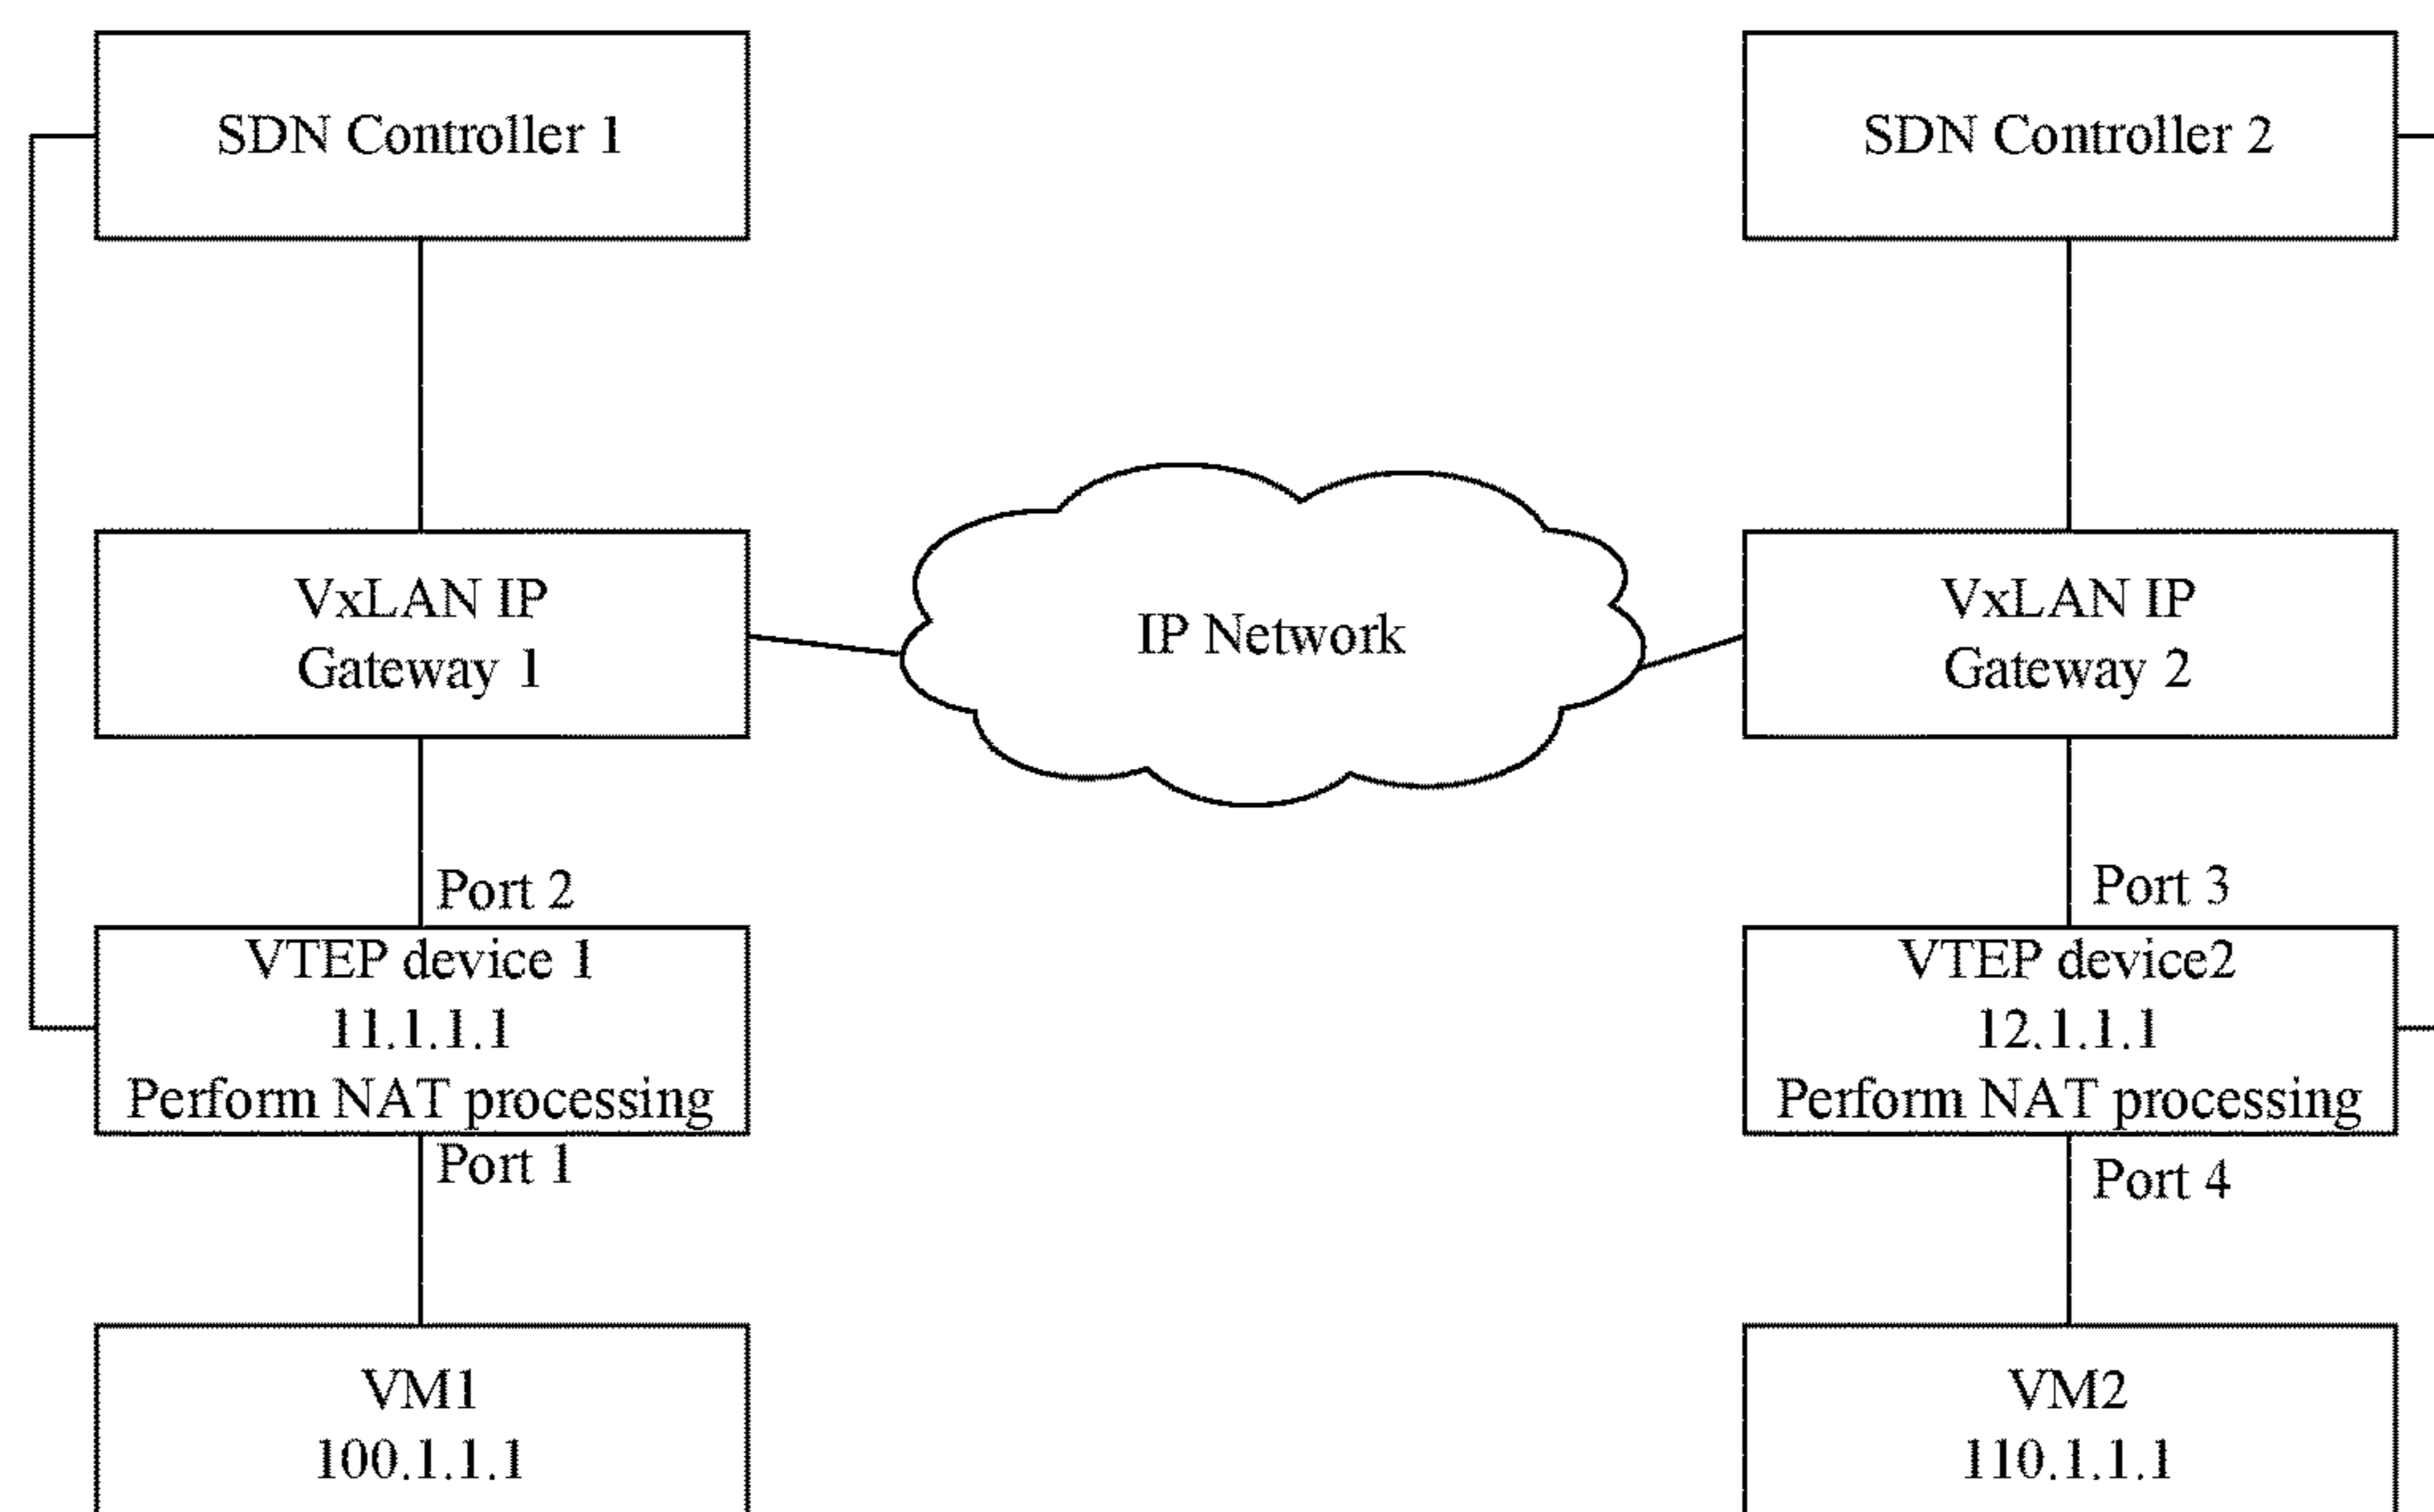 SDN Controller 1
SDN Controller 2
VxLAN IP
Gateway 1
IP Network
VxLAN IP
Gateway 2
Port 2
Port 3
VTEP device 1
11.1.1.1
Perform NAT processing
VTEP device2
12.1.1.1
Perform NAT processing
Port 1
Port 4
VM1
100.1.1.1
VM2
110.1.1.1